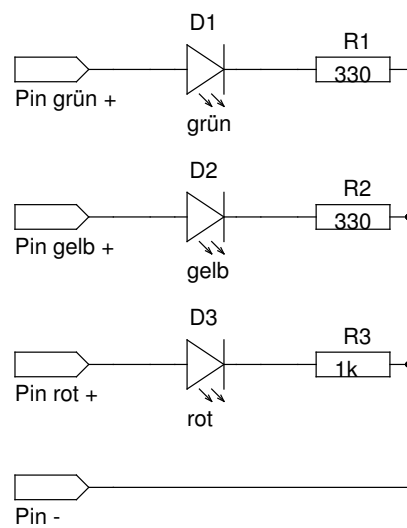 D1
R1
330
Pin grün +
grün
D2
R2
330
Pin gelb +
gelb
D3
R3
1k
Pin rot +
rot
Pin -